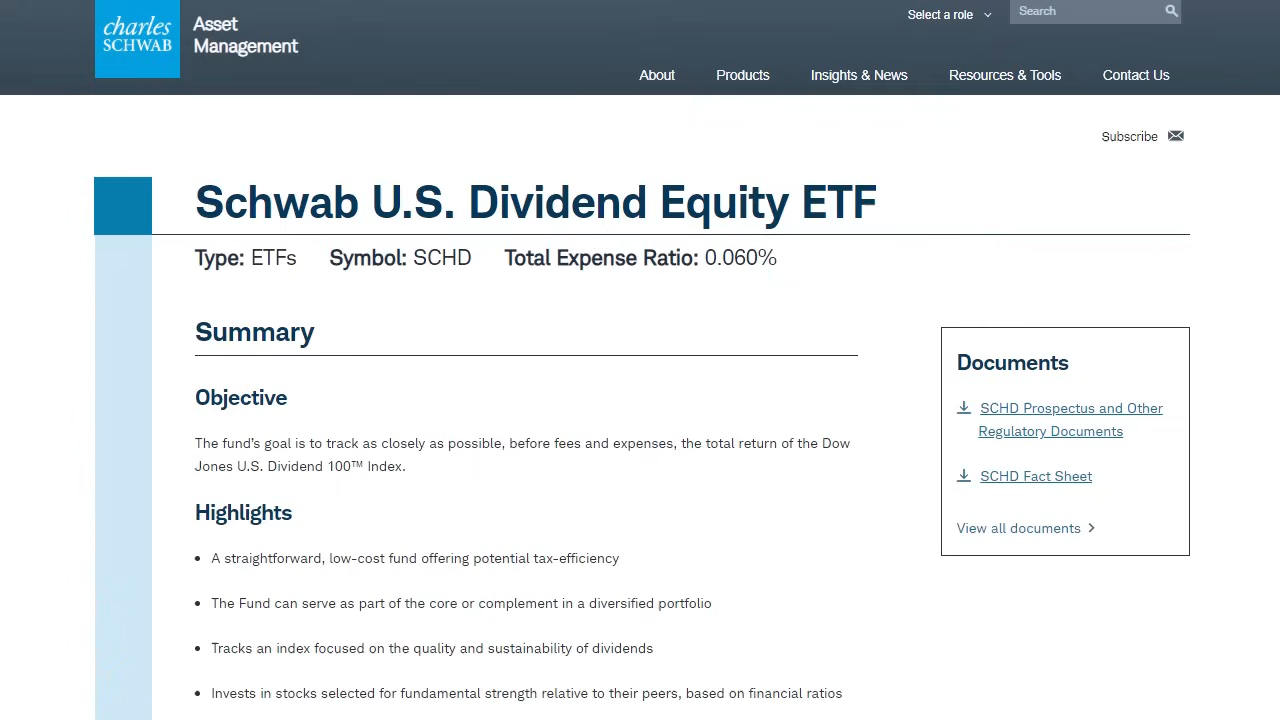 charles
SCHWAB
Asset
Management
Select a role
Search
About
Products
Insights & News
Resources & Tools
Contact Us
Subscribe
Schwab U.S. Dividend Equity ETF
Type: ETFs
Symbol: SCHD
Total Expense Ratio: 0.060%
Summary
Objective
The fund's goal is to track as closely as possible, before fees and expenses, the total return of the Dow
Jones U.S. Dividend 100™ Index.
Highlights
• A straightforward, low-cost fund offering potential tax-efficiency
• The Fund can serve as part of the core or complement in a diversified portfolio
• Tracks an index focused on the quality and sustainability of dividends
• Invests in stocks selected for fundamental strength relative to their peers, based on financial ratios
Documents
SCHD Prospectus and Other
Regulatory Documents
SCHD Fact Sheet
View all documents